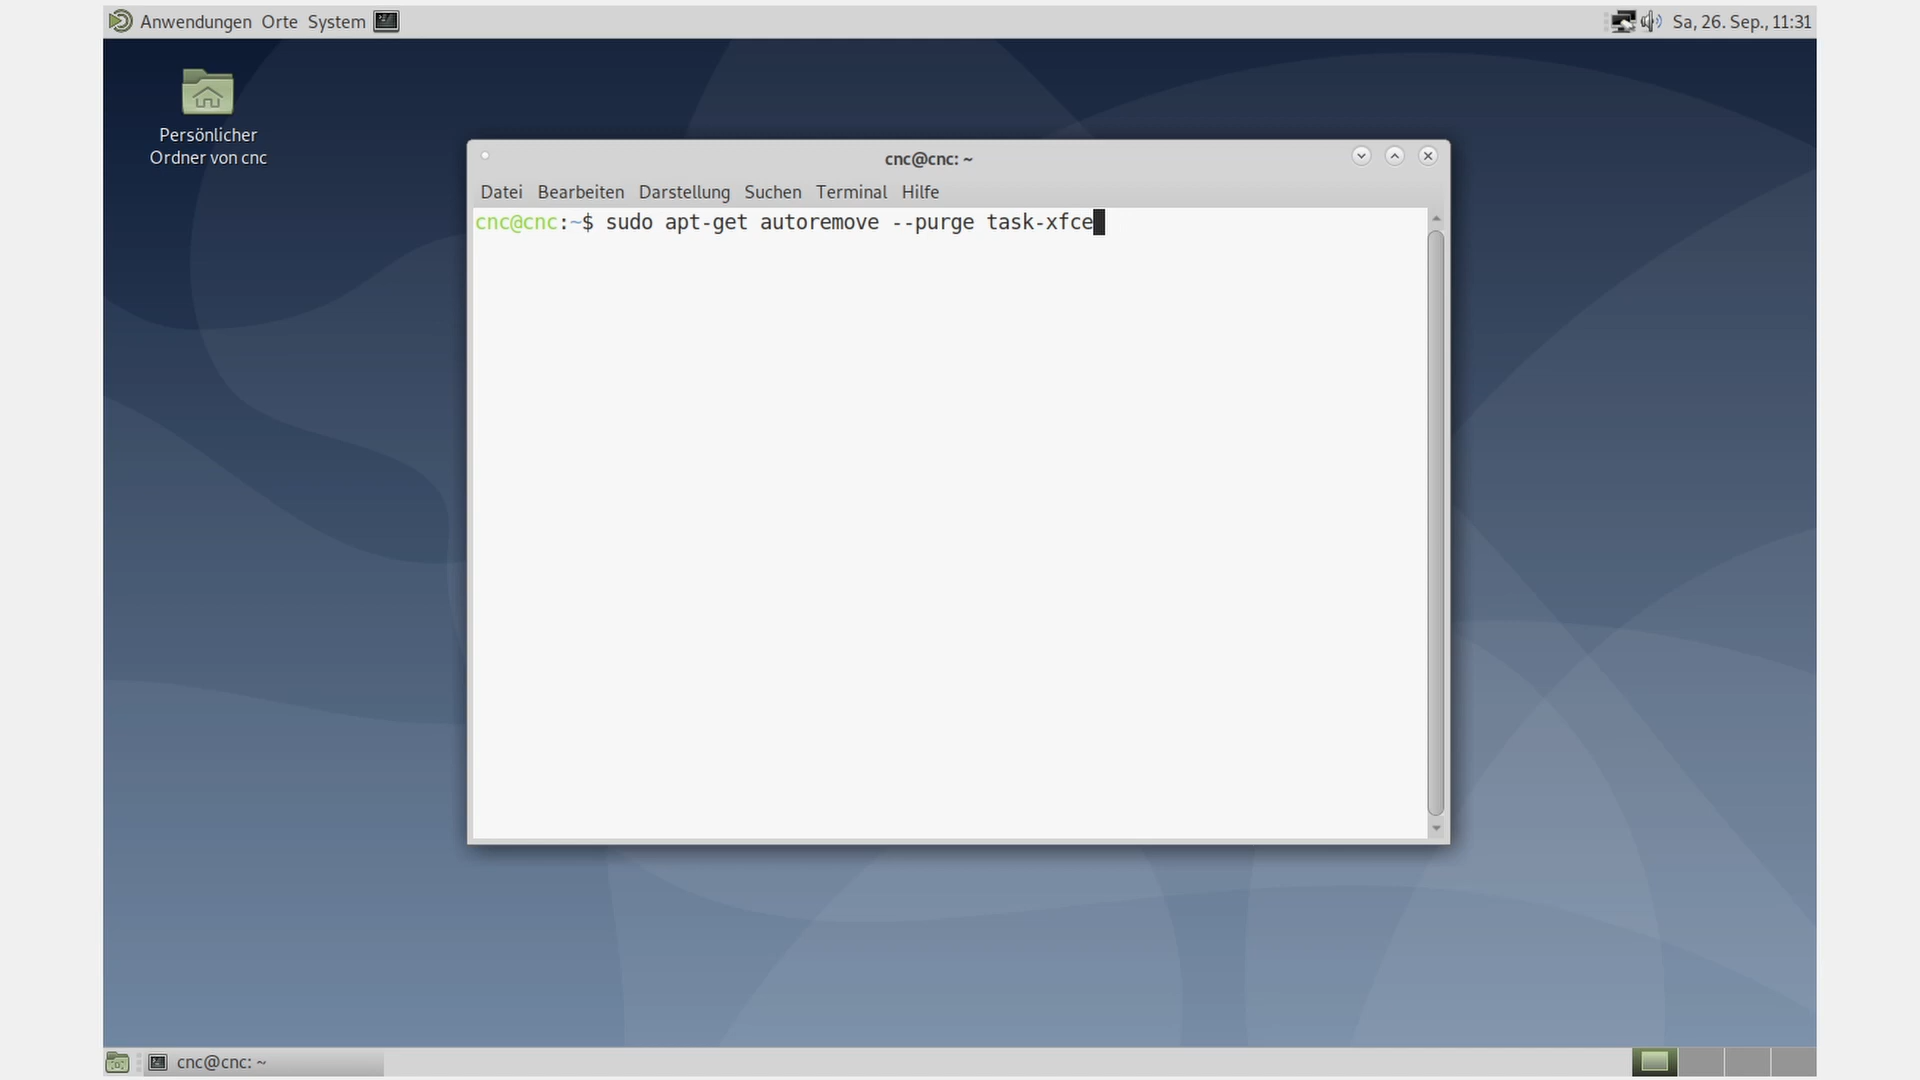 Anwendungen Orte System
Sa, 26. Sep., 11:31
Persönlicher
Ordner von cnc
cnc@cnc: ~
Datei Bearbeiten Darstellung Suchen Terminal Hilfe
cnc@cnc:~$ sudo apt-get autoremove --purge task-xfce
cnc@cnc: ~